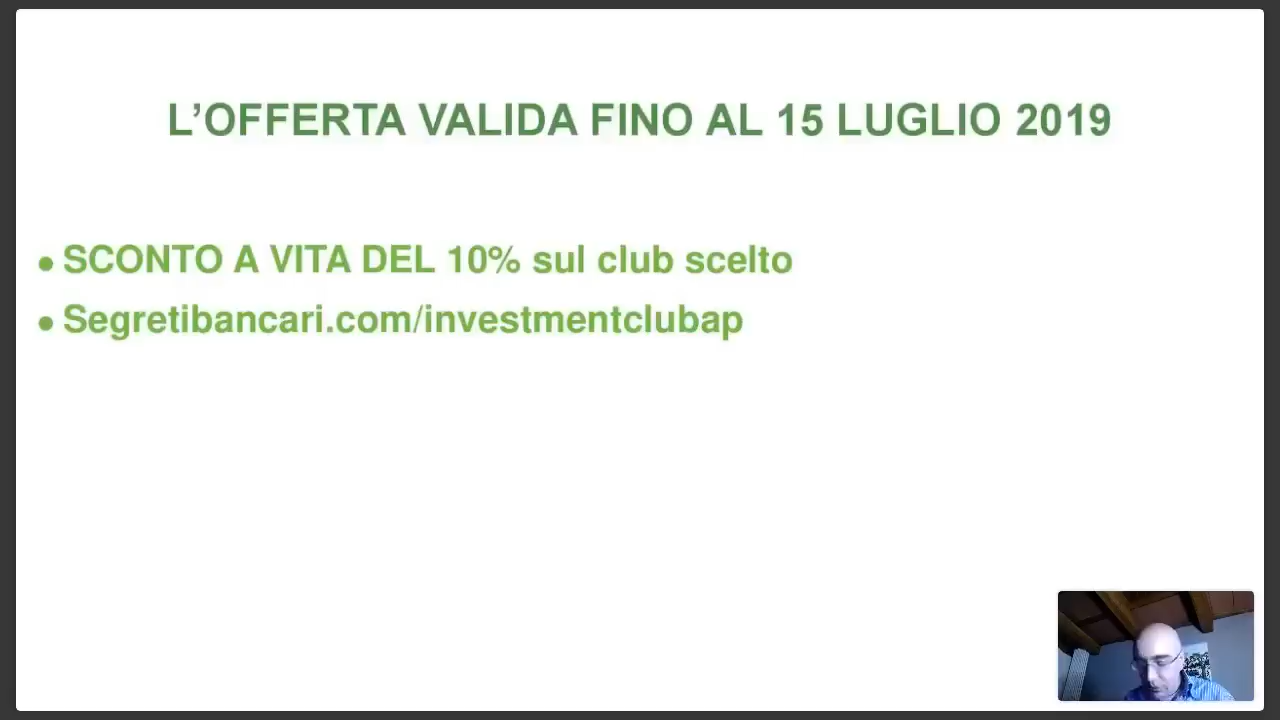 L’OFFERTA VALIDA FINO AL 15 LUGLIO 2019
• SCONTO A VITA DEL 10% sul club scelto
• Segretibancari.com/investmentclubap